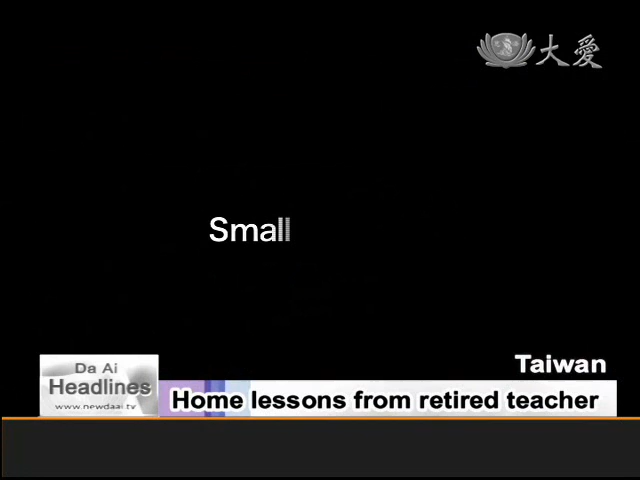 大愛
Small
Taiwan
Da Ai
Headlines
www.newdaai.tv
Home lessons from retired teacher